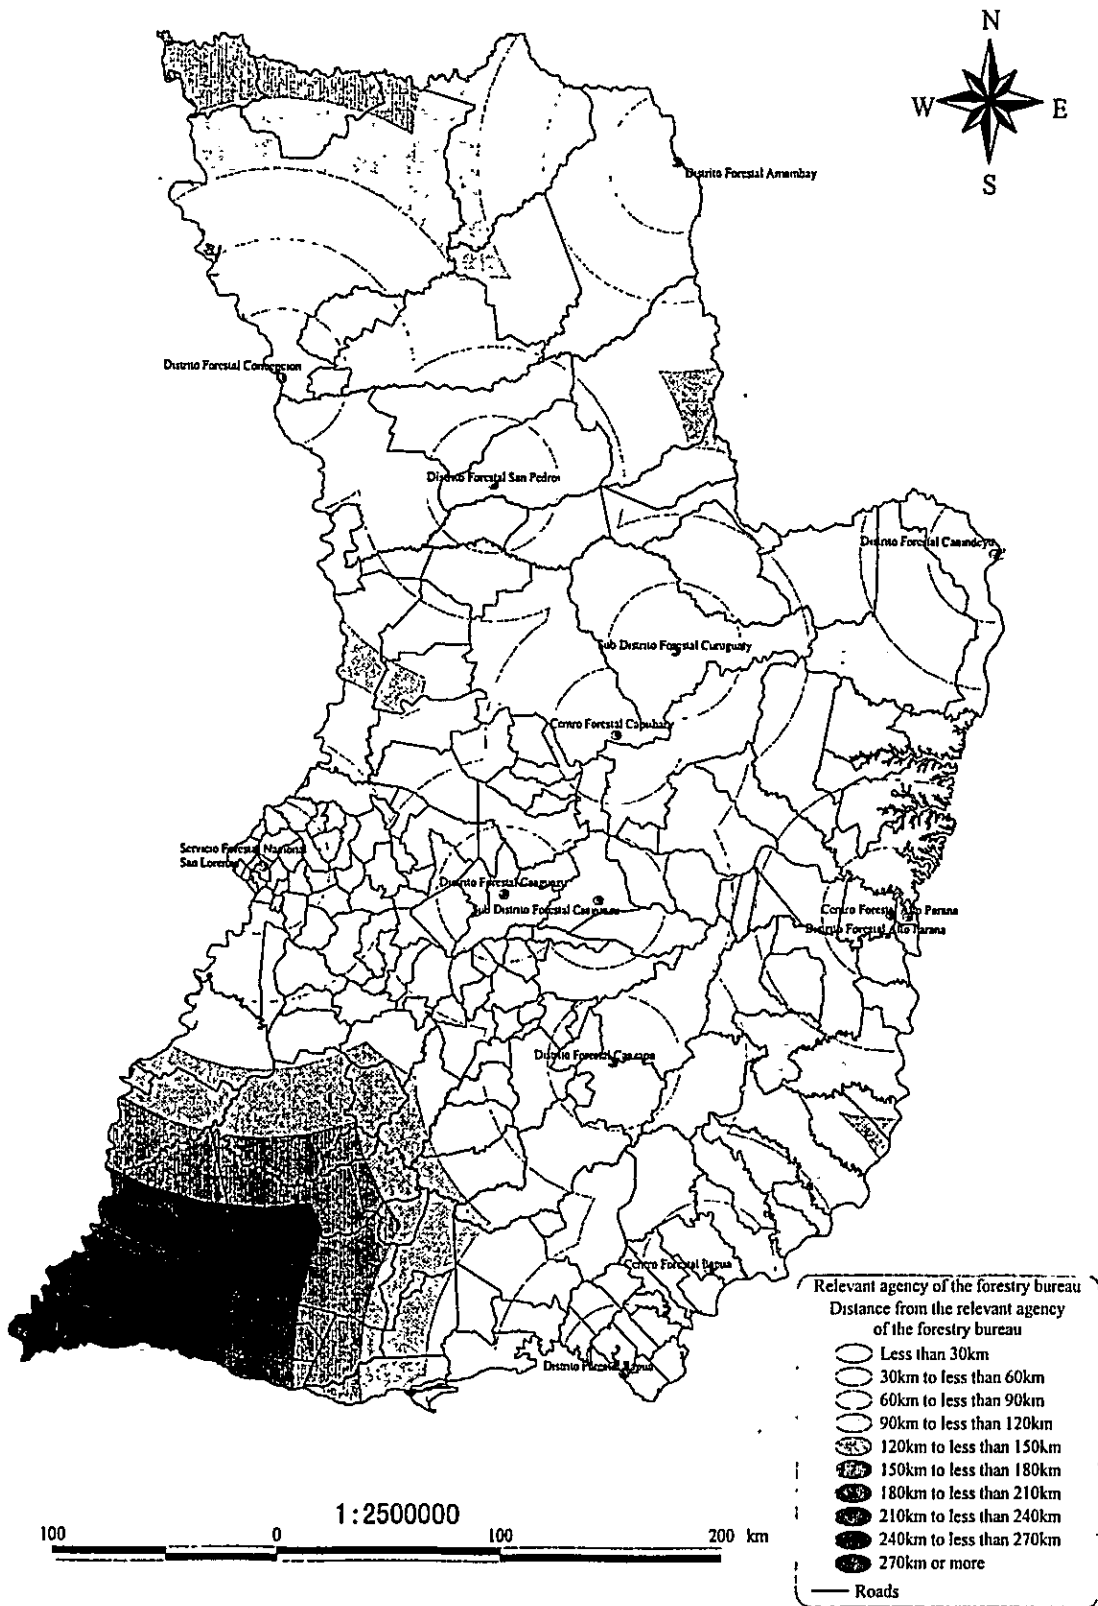 N
W E
S
Distrito Forestal Amambay
Distrito Forestal Concepcion
Distrito Forestal San Pedro
Distrito Forestal Canindeyu
Sub Distrito Forestal Curuguaty
Centro Forestal Capiibary
Servicio Forestal Nacional
San Lorenzo
Distrito Forestal Caaguazu
Sub Distrito Forestal Caaguazu
Centro Forestal Alto Parana
Distrito Forestal Alto Parana
Distrito Forestal Caazapa
Centro Forestal Itapua
Distrito Forestal Itapua
Relevant agency of the forestry bureau
Distance from the relevant agency
of the forestry bureau
Less than 30km
30km to less than 60km
60km to less than 90km
90km to less than 120km
120km to less than 150km
150km to less than 180km
180km to less than 210km
210km to less than 240km
240km to less than 270km
270km or more
Roads
1:2500000
100 0 100 200 km